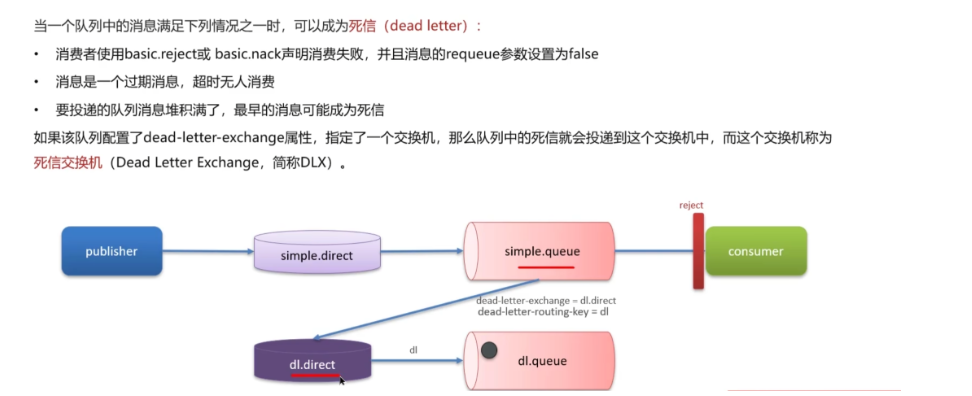 当一个队列中的消息满足下列情况之一时，可以成为死信（dead letter）：
• 消费者使用basic.reject或 basic.nack声明消费失败，并且消息的requeue参数设置为false
• 消息是一个过期消息，超时无人消费
• 要投递的队列消息堆积满了，最早的消息可能成为死信
如果该队列配置了dead-letter-exchange属性，指定了一个交换机，那么队列中的死信就会投递到这个交换机中，而这个交换机称为
死信交换机（Dead Letter Exchange，简称DLX）。
reject
publisher
simple.direct
simple.queue
consumer
dead-letter-exchange = dl.direct
dead-letter-routing-key = dl
dl.direct
dl
dl.queue